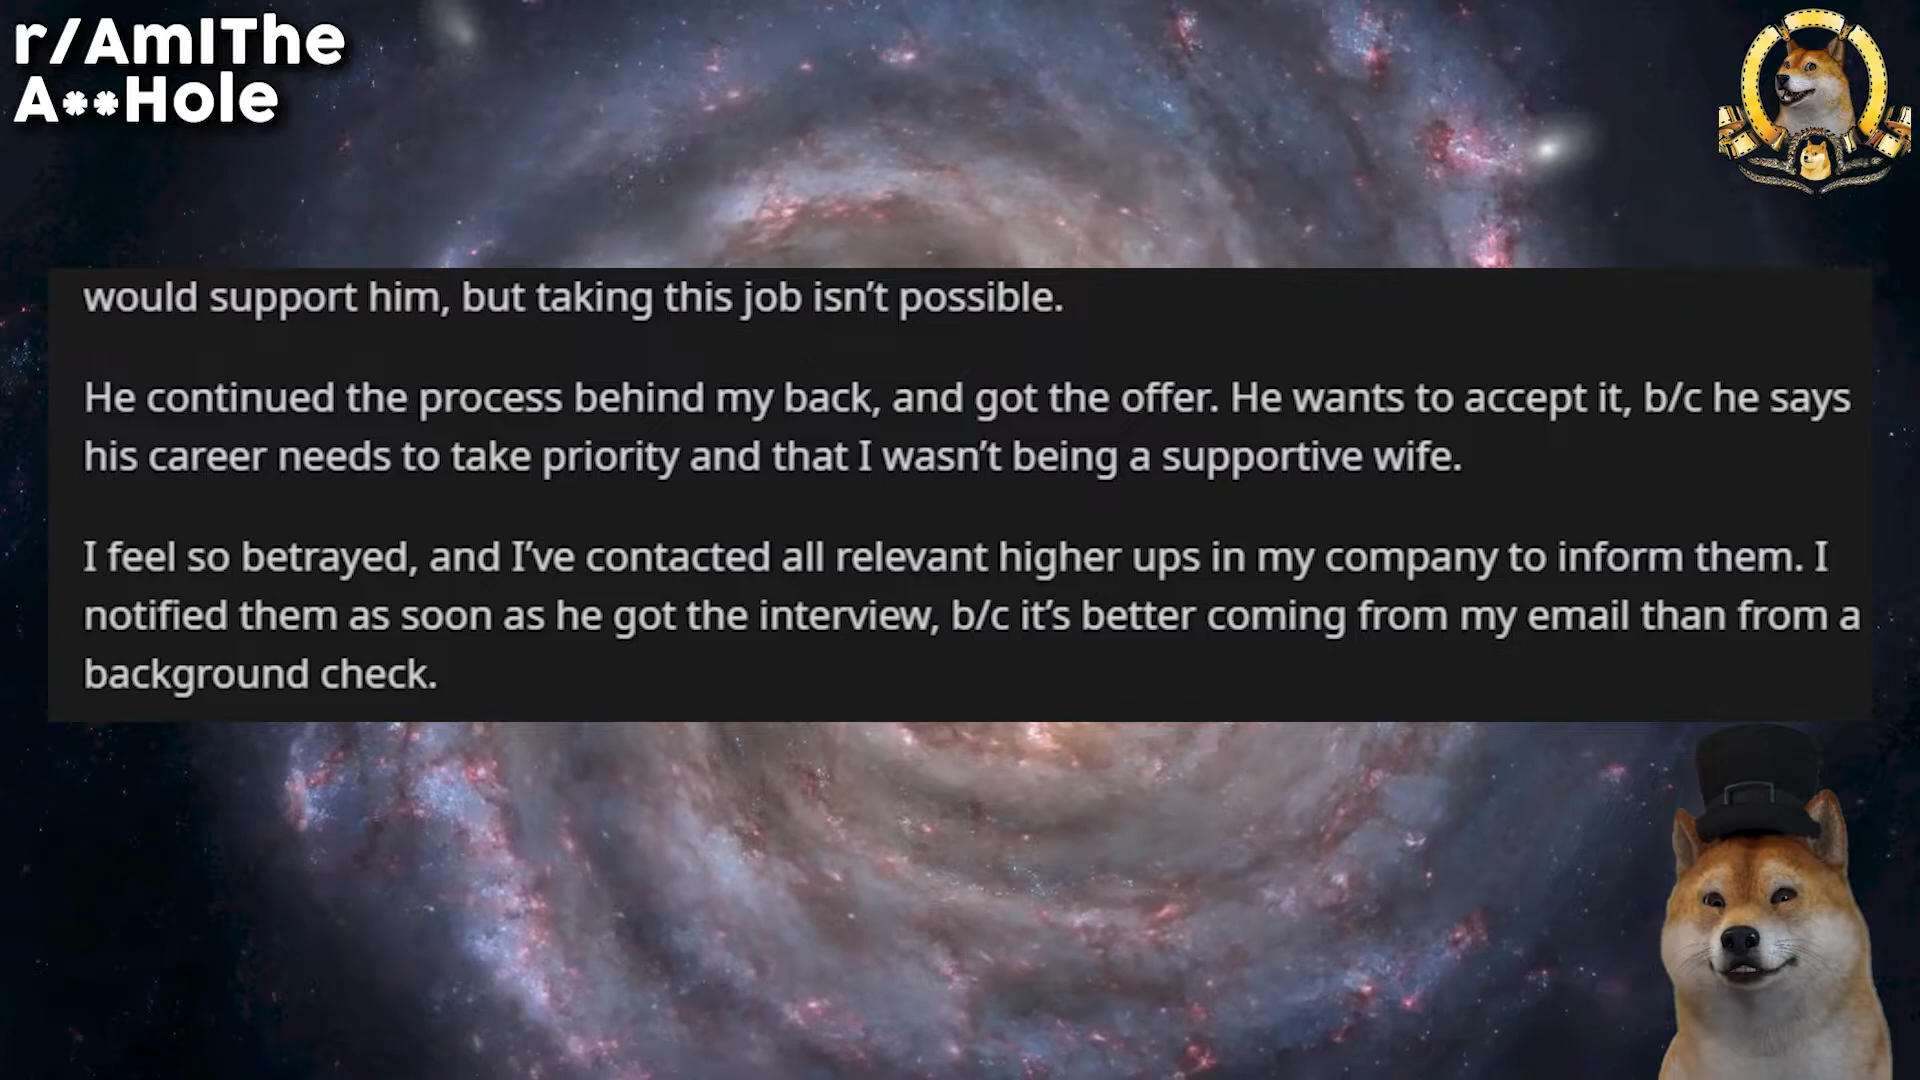 r/AmIThe
A**Hole
would support him, but taking this job isn’t possible.
He continued the process behind my back, and got the offer. He wants to accept it, b/c he says
his career needs to take priority and that I wasn’t being a supportive wife.
I feel so betrayed, and I’ve contacted all relevant higher ups in my company to inform them. I
notified them as soon as he got the interview, b/c it’s better coming from my email than from a
background check.